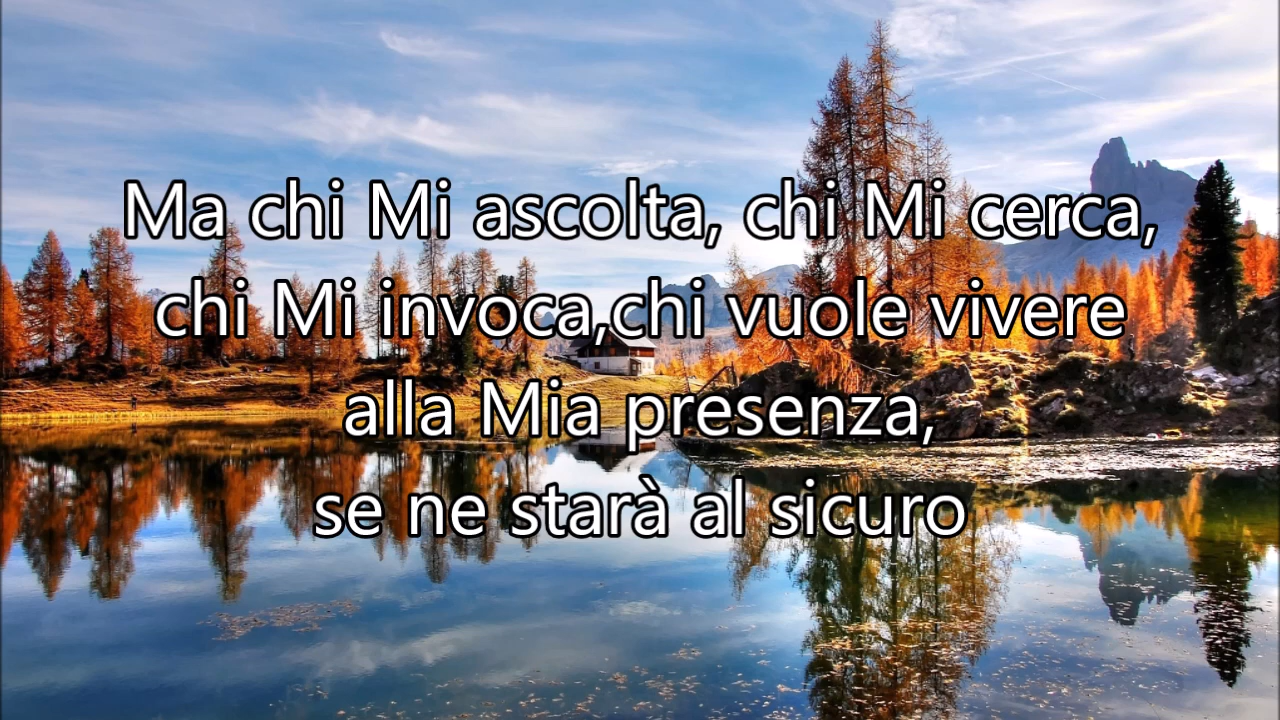 Ma chi Mi ascolta, chi Mi cerca,
chi Mi invoca,chi vuole vivere
alla Mia presenza,
se ne starà al sicuro